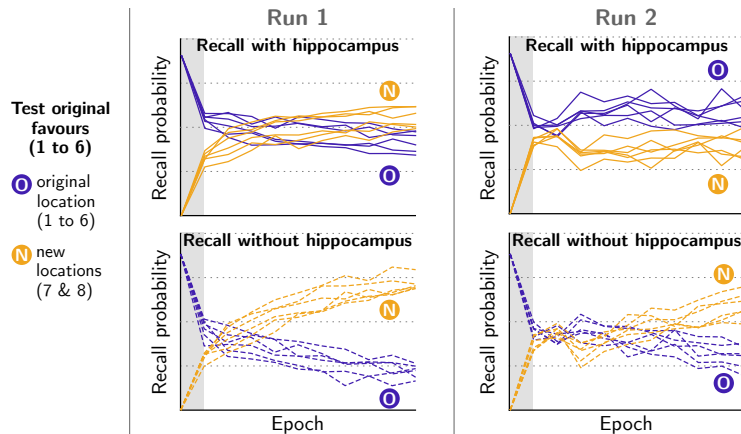 Run 1
Run 2
Test original
favours
(1 to 6)
O original
location
(1 to 6)
N new
locations
(7 & 8)
Recall with hippocampus
Recall probability
N
O
Recall with hippocampus
Recall probability
O
N
Recall without hippocampus
Recall probability
N
O
Epoch
Recall without hippocampus
Recall probability
N
O
Epoch